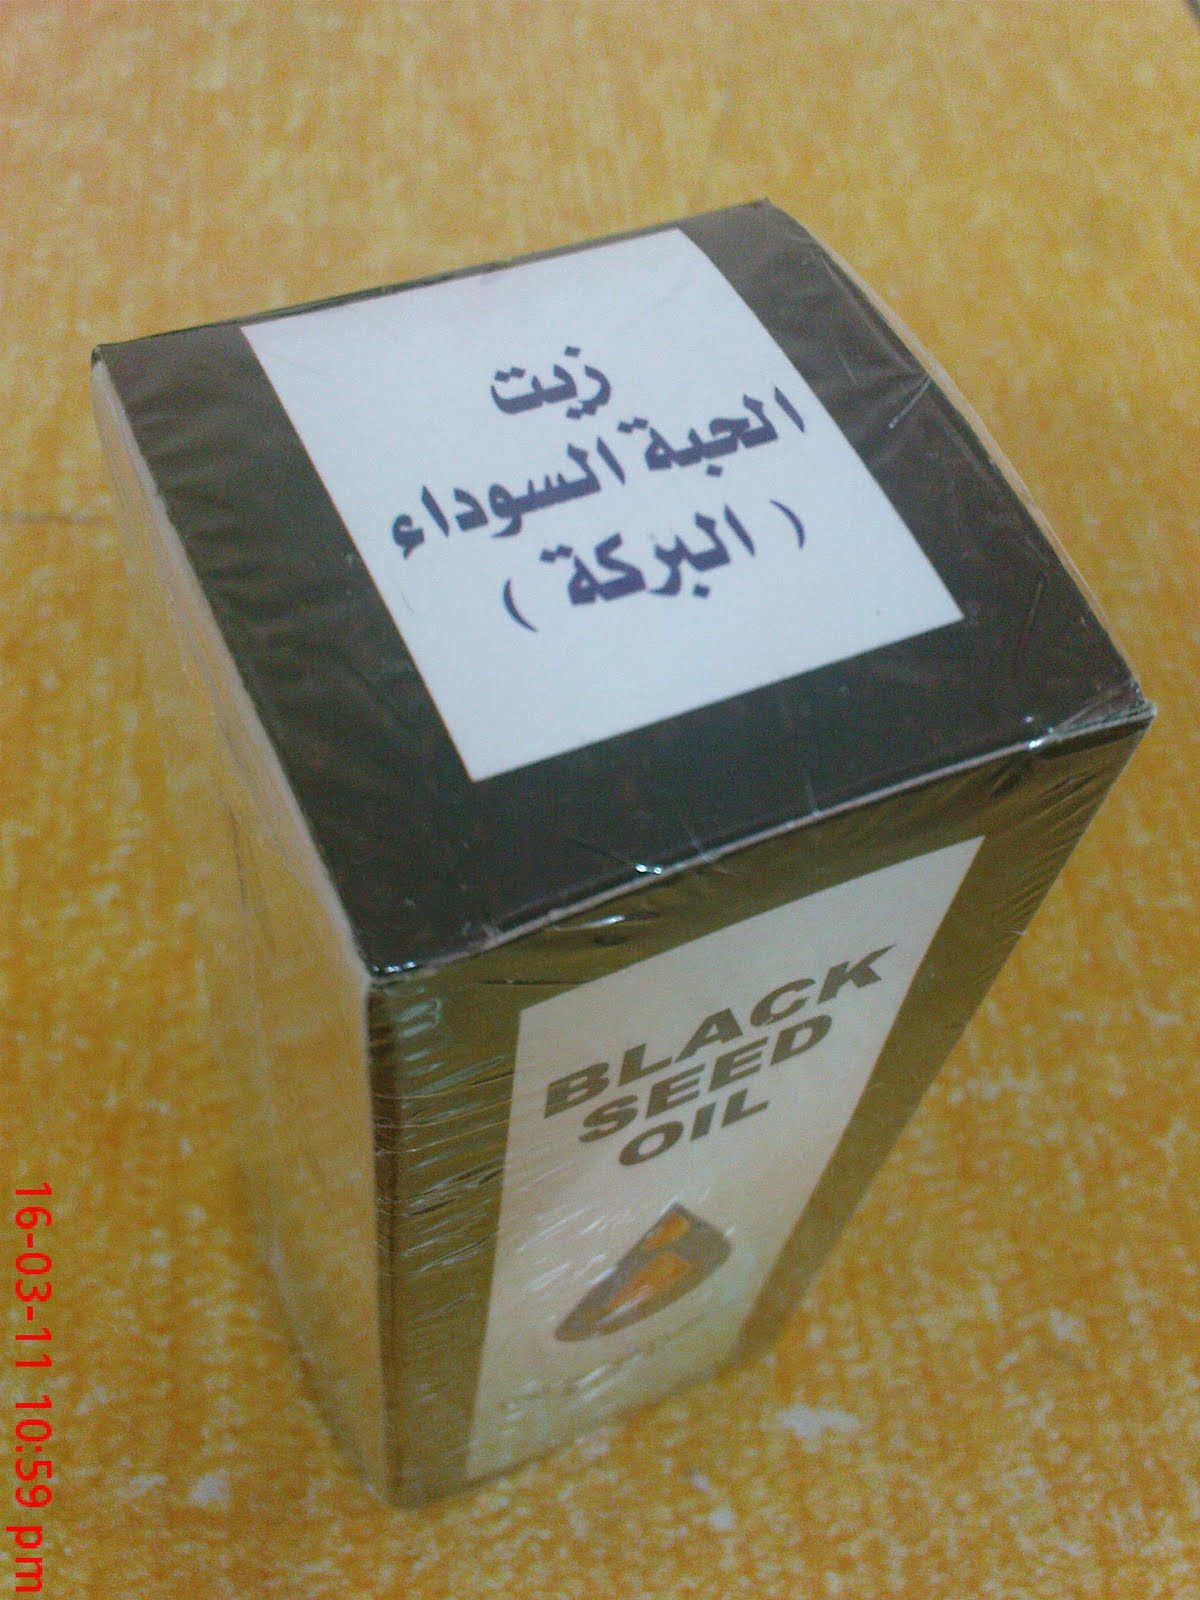 زيت
الحبة السوداء
( البركة )
BLACK
SEED
OIL
16-03-11 10:59 pm